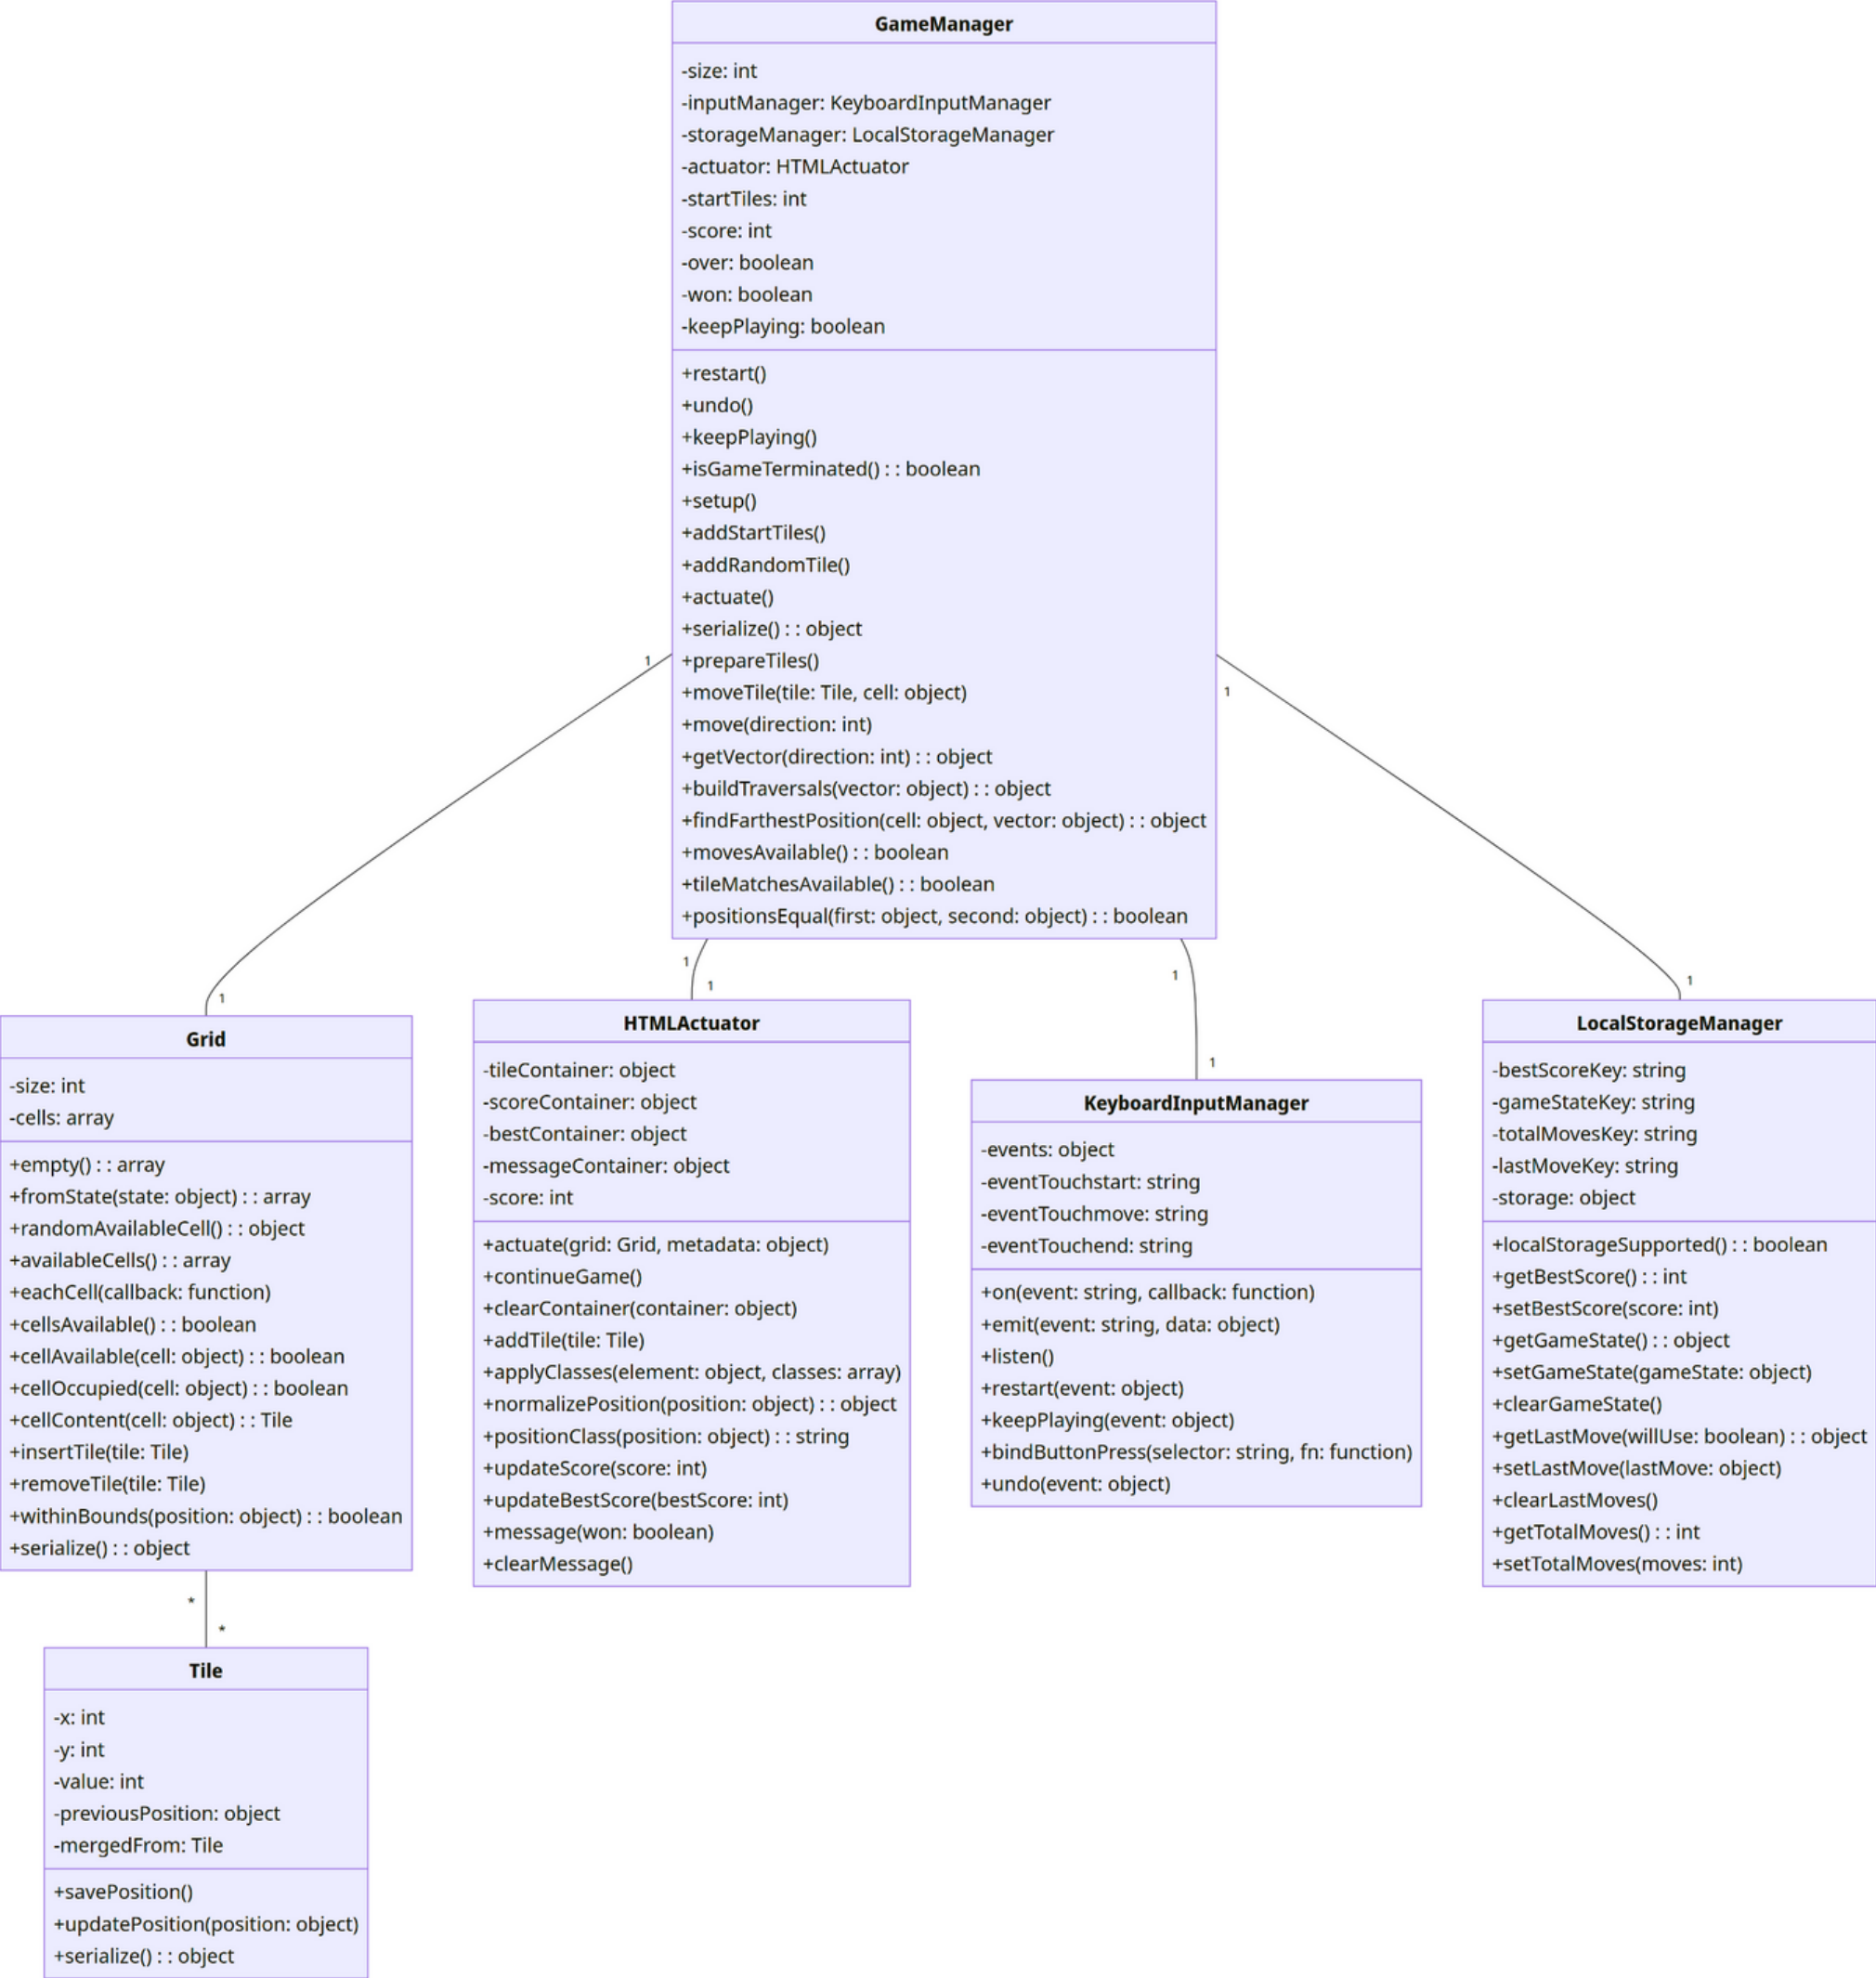 GameManager
-size: int
-inputManager: KeyboardInputManager
-storageManager: LocalStorageManager
-actuator: HTMLActuator
-startTiles: int
-score: int
-over: boolean
-won: boolean
-keepPlaying: boolean
+restart()
+undo()
+keepPlaying()
+isGameTerminated() : : boolean
+setup()
+addStartTiles()
+addRandomTile()
+actuate()
+serialize() : : object
+prepareTiles()
+moveTile(tile: Tile, cell: object)
+move(direction: int)
+getVector(direction: int) : : object
+buildTraversals(vector: object) : : object
+findFarthestPosition(cell: object, vector: object) : : object
+movesAvailable() : : boolean
+tileMatchesAvailable() : : boolean
+positionsEqual(first: object, second: object) : : boolean
1
1
1
1
1
1
1
1
Grid
-size: int
-cells: array
+empty() : : array
+fromState(state: object) : : array
+randomAvailableCell() : : object
+availableCells() : : array
+eachCell(callback: function)
+cellsAvailable() : : boolean
+cellAvailable(cell: object) : : boolean
+cellOccupied(cell: object) : : boolean
+cellContent(cell: object) : : Tile
+insertTile(tile: Tile)
+removeTile(tile: Tile)
+withinBounds(position: object) : : boolean
+serialize() : : object
HTMLActuator
-tileContainer: object
-scoreContainer: object
-bestContainer: object
-messageContainer: object
-score: int
+actuate(grid: Grid, metadata: object)
+continueGame()
+clearContainer(container: object)
+addTile(tile: Tile)
+applyClasses(element: object, classes: array)
+normalizePosition(position: object) : : object
+positionClass(position: object) : : string
+updateScore(score: int)
+updateBestScore(bestScore: int)
+message(won: boolean)
+clearMessage()
KeyboardInputManager
-events: object
-eventTouchstart: string
-eventTouchmove: string
-eventTouchend: string
+on(event: string, callback: function)
+emit(event: string, data: object)
+listen()
+restart(event: object)
+keepPlaying(event: object)
+bindButtonPress(selector: string, fn: function)
+undo(event: object)
LocalStorageManager
-bestScoreKey: string
-gameStateKey: string
-totalMovesKey: string
-lastMoveKey: string
-storage: object
+localStorageSupported() : : boolean
+getBestScore() : : int
+setBestScore(score: int)
+getGameState() : : object
+setGameState(gameState: object)
+clearGameState()
+getLastMove(willUse: boolean) : : object
+setLastMove(lastMove: object)
+clearLastMoves()
+getTotalMoves() : : int
+setTotalMoves(moves: int)
*
*
Tile
-x: int
-y: int
-value: int
-previousPosition: object
-mergedFrom: Tile
+savePosition()
+updatePosition(position: object)
+serialize() : : object